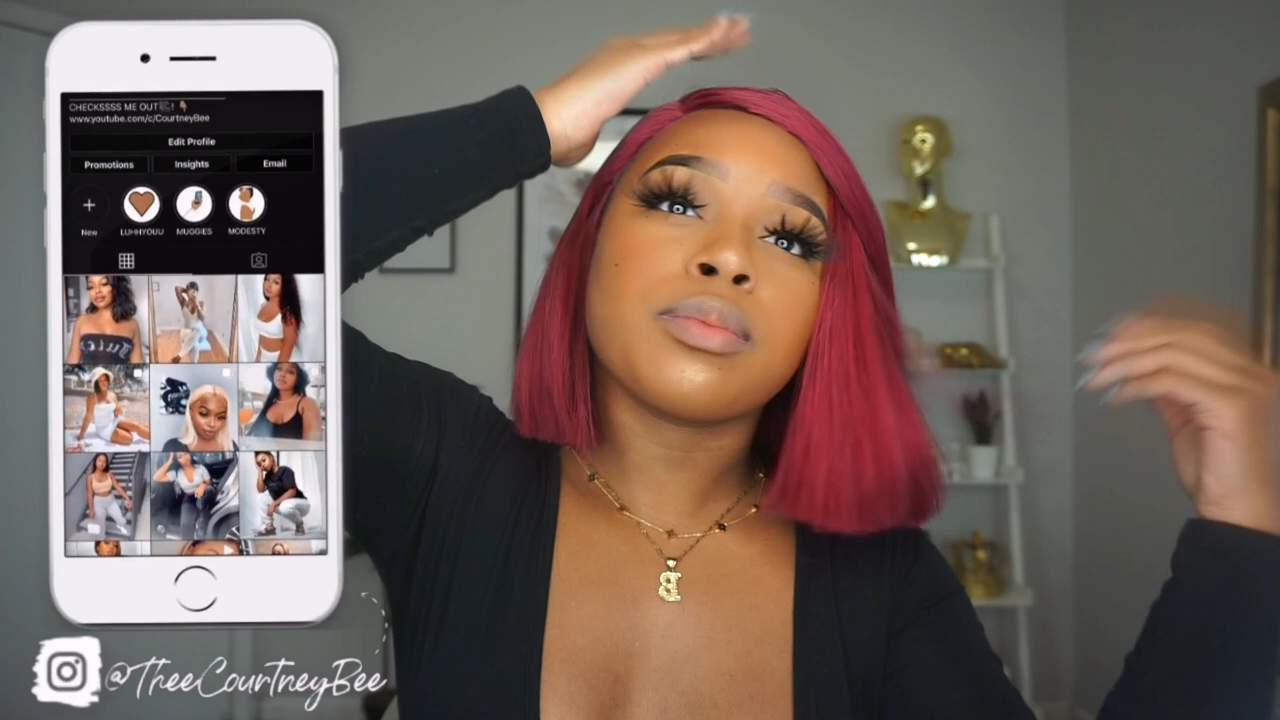 CHECKSSSS ME OUT
www.youtube.com/c/CourtneyBee
Edit Profile
Promotions Insights Email
New LUHHYOUU MUGGIES MODESTY
@TheeCourtneyBee
B